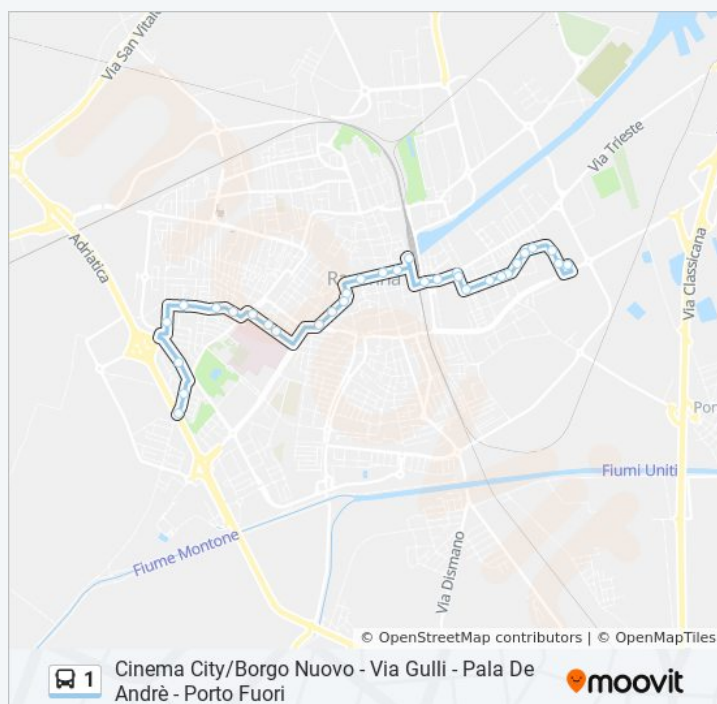 Via San Vitale
Via Trieste
Adriatica
Via Classicana
Fiumi Uniti
Fiume Montone
Via Dismano
© OpenStreetMap contributors | © OpenMapTiles
1
Cinema City/Borgo Nuovo - Via Gulli - Pala De
Andrè - Porto Fuori
moovit